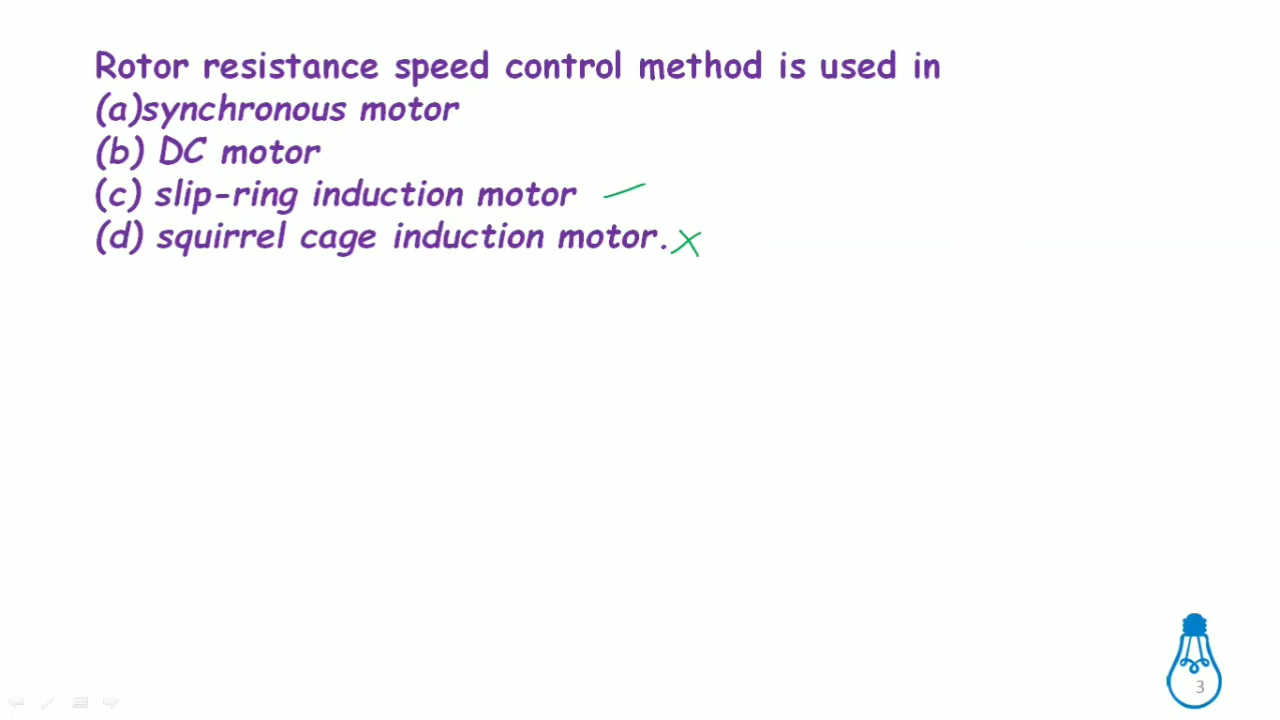 Rotor resistance speed control method is used in
(a)synchronous motor
(b) DC motor
(c) slip-ring induction motor
(d) squirrel cage induction motor.
3